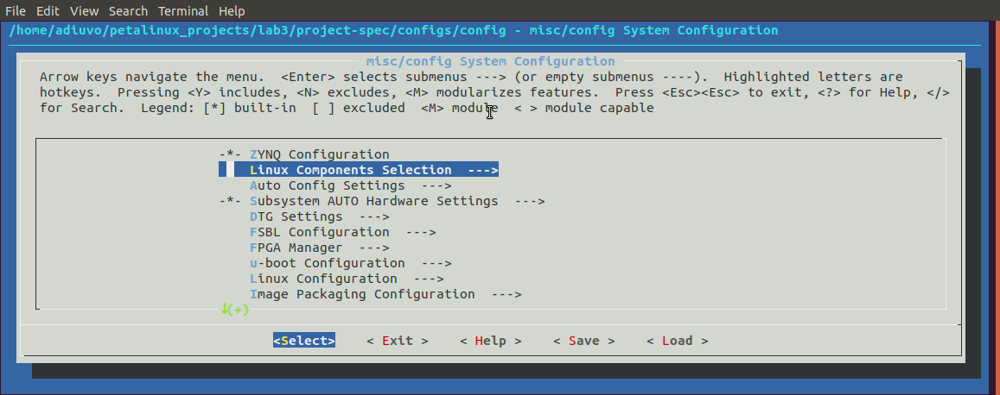 File Edit View Search Terminal Help
/home/adiuvo/petalinux_projects/lab3/project-spec/configs/config - misc/config System Configuration
misc/config System Configuration
Arrow keys navigate the menu.  <Enter> selects submenus ---> (or empty submenus ----).  Highlighted letters are
hotkeys.  Pressing <Y> includes, <N> excludes, <M> modularizes features.  Press <Esc><Esc> to exit, <?> for Help, </>
for Search.  Legend: [*] built-in  [ ] excluded  <M> module  < > module capable
-*- ZYNQ Configuration
Linux Components Selection  --->
Auto Config Settings  --->
-*- Subsystem AUTO Hardware Settings  --->
DTG Settings  --->
FSBL Configuration  --->
FPGA Manager  --->
u-boot Configuration  --->
Linux Configuration  --->
Image Packaging Configuration  --->
↓(+)
<Select>    < Exit >    < Help >    < Save >    < Load >